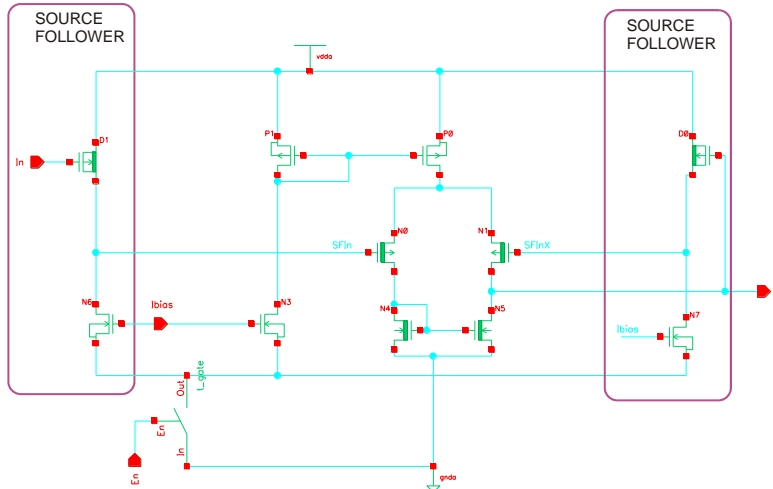 SOURCE
FOLLOWER
SOURCE
FOLLOWER
vdda
D1
P1
P0
D0
In
SFIn
N0
N1
SFInX
N6
Ibias
N3
N4
N5
N7
Ibias
Out
t_gate
En
In
En
gnda